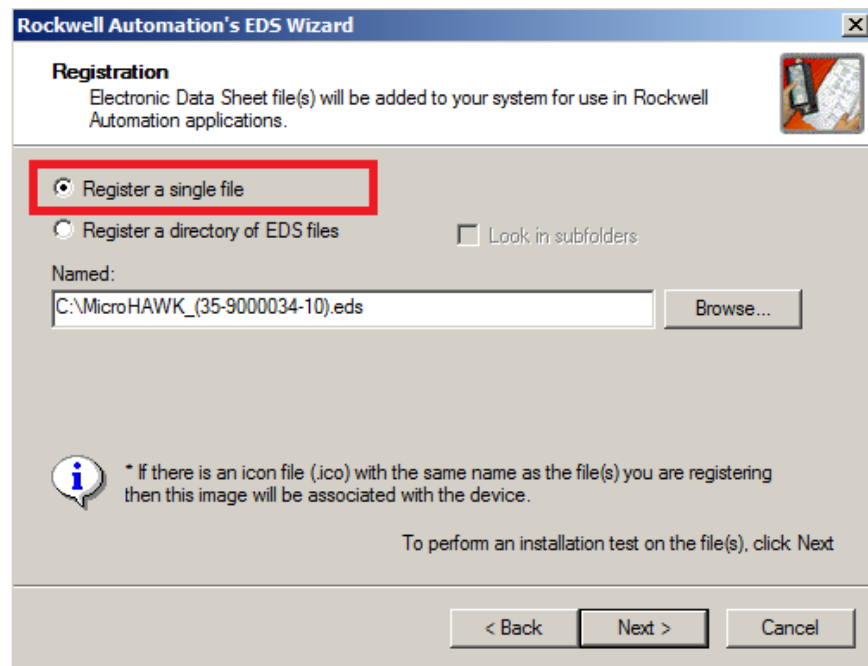 Rockwell Automation's EDS Wizard
Registration
Electronic Data Sheet file(s) will be added to your system for use in Rockwell
Automation applications.
Register a single file
Register a directory of EDS files
Look in subfolders
Named:
C:\MicroHAWK_(35-9000034-10).eds
Browse...
* If there is an icon file (.ico) with the same name as the file(s) you are registering
then this image will be associated with the device.
To perform an installation test on the file(s), click Next
< Back
Next >
Cancel